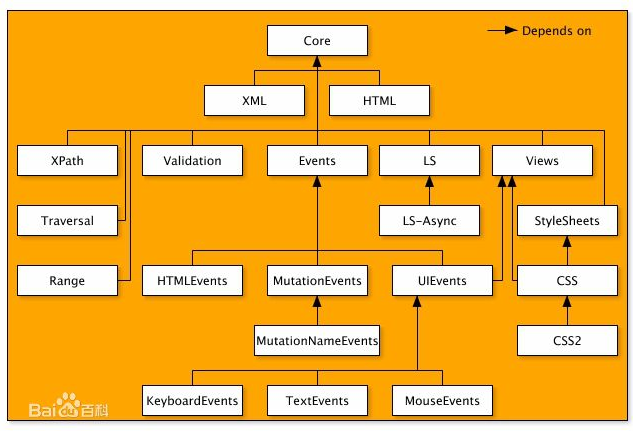 Core
Depends on
XML
HTML
XPath
Validation
Events
LS
Views
Traversal
LS-Async
StyleSheets
Range
HTMLEvents
MutationEvents
UIEvents
CSS
MutationNameEvents
CSS2
KeyboardEvents
TextEvents
MouseEvents
Bai百科